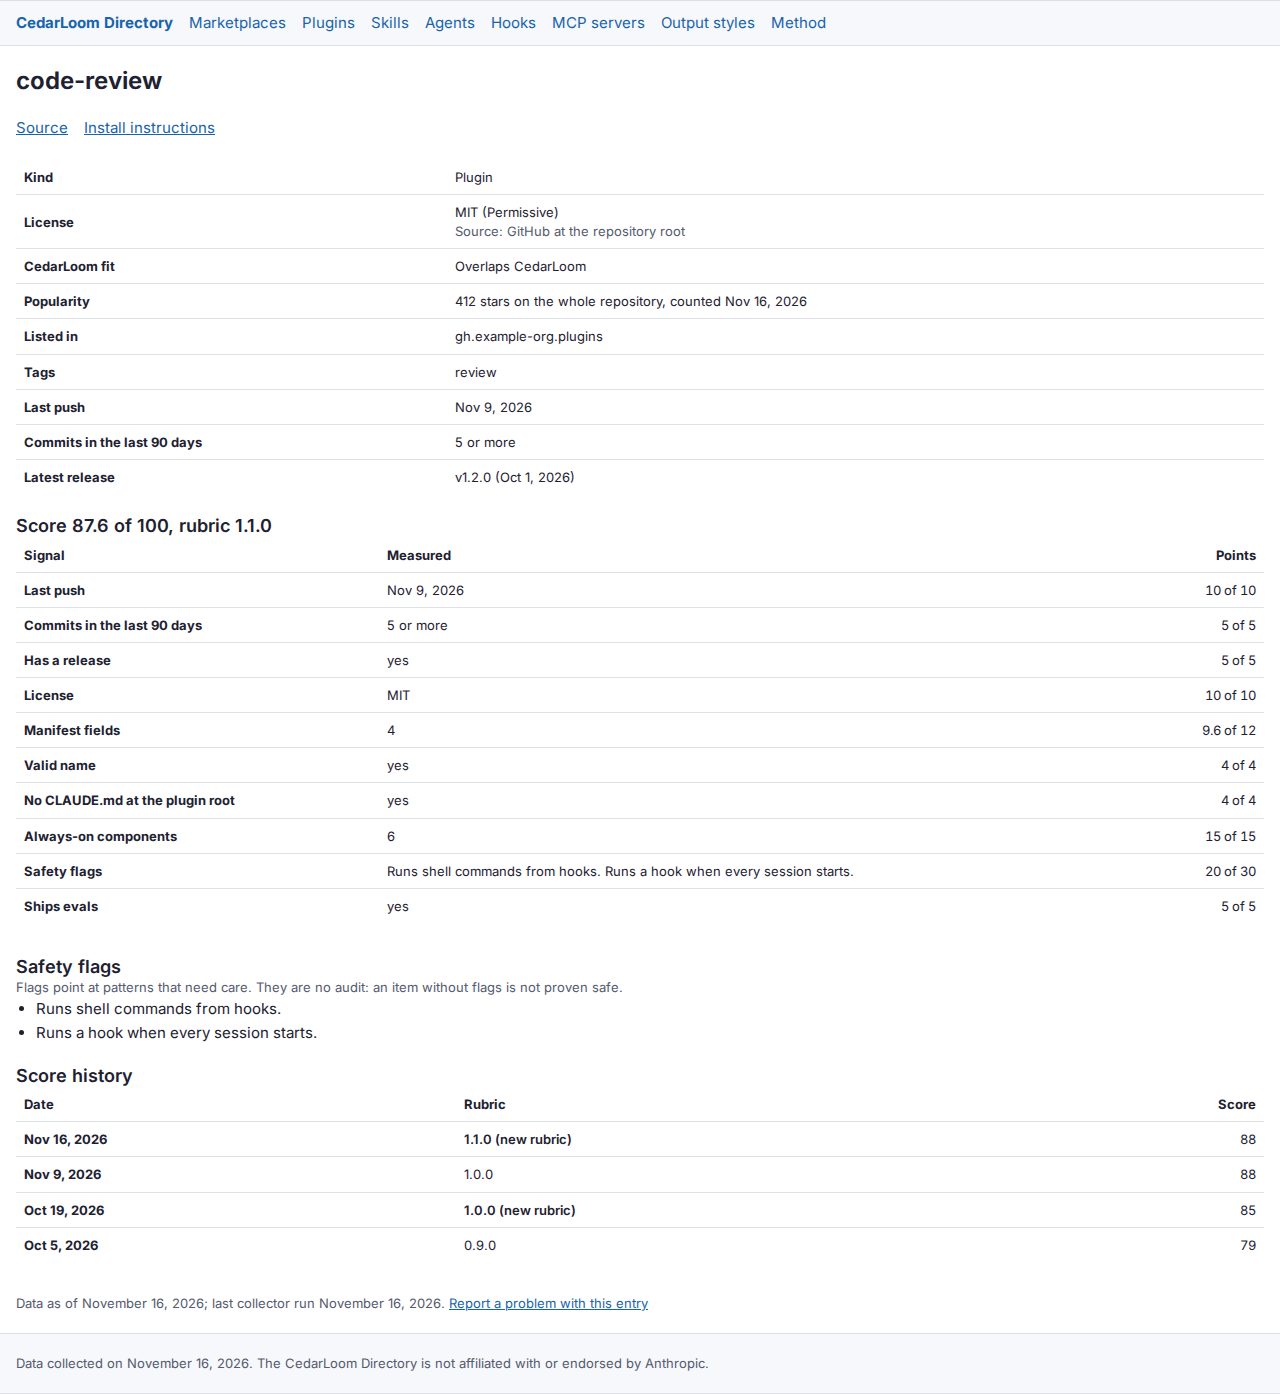 CedarLoom Directory Marketplaces Plugins Skills Agents Hooks MCP servers Output styles Method
code-review
Source Install instructions
Kind Plugin
License MIT (Permissive)
Source: GitHub at the repository root
CedarLoom fit Overlaps CedarLoom
Popularity 412 stars on the whole repository, counted Nov 16, 2026
Listed in gh.example-org.plugins
Tags review
Last push Nov 9, 2026
Commits in the last 90 days 5 or more
Latest release v1.2.0 (Oct 1, 2026)
Score 87.6 of 100, rubric 1.1.0
Signal Measured Points
Last push Nov 9, 2026 10 of 10
Commits in the last 90 days 5 or more 5 of 5
Has a release yes 5 of 5
License MIT 10 of 10
Manifest fields 4 9.6 of 12
Valid name yes 4 of 4
No CLAUDE.md at the plugin root yes 4 of 4
Always-on components 6 15 of 15
Safety flags Runs shell commands from hooks. Runs a hook when every session starts. 20 of 30
Ships evals yes 5 of 5
Safety flags
Flags point at patterns that need care. They are no audit: an item without flags is not proven safe.
• Runs shell commands from hooks.
• Runs a hook when every session starts.
Score history
Date Rubric Score
Nov 16, 2026 1.1.0 (new rubric) 88
Nov 9, 2026 1.0.0 88
Oct 19, 2026 1.0.0 (new rubric) 85
Oct 5, 2026 0.9.0 79
Data as of November 16, 2026; last collector run November 16, 2026. Report a problem with this entry
Data collected on November 16, 2026. The CedarLoom Directory is not affiliated with or endorsed by Anthropic.